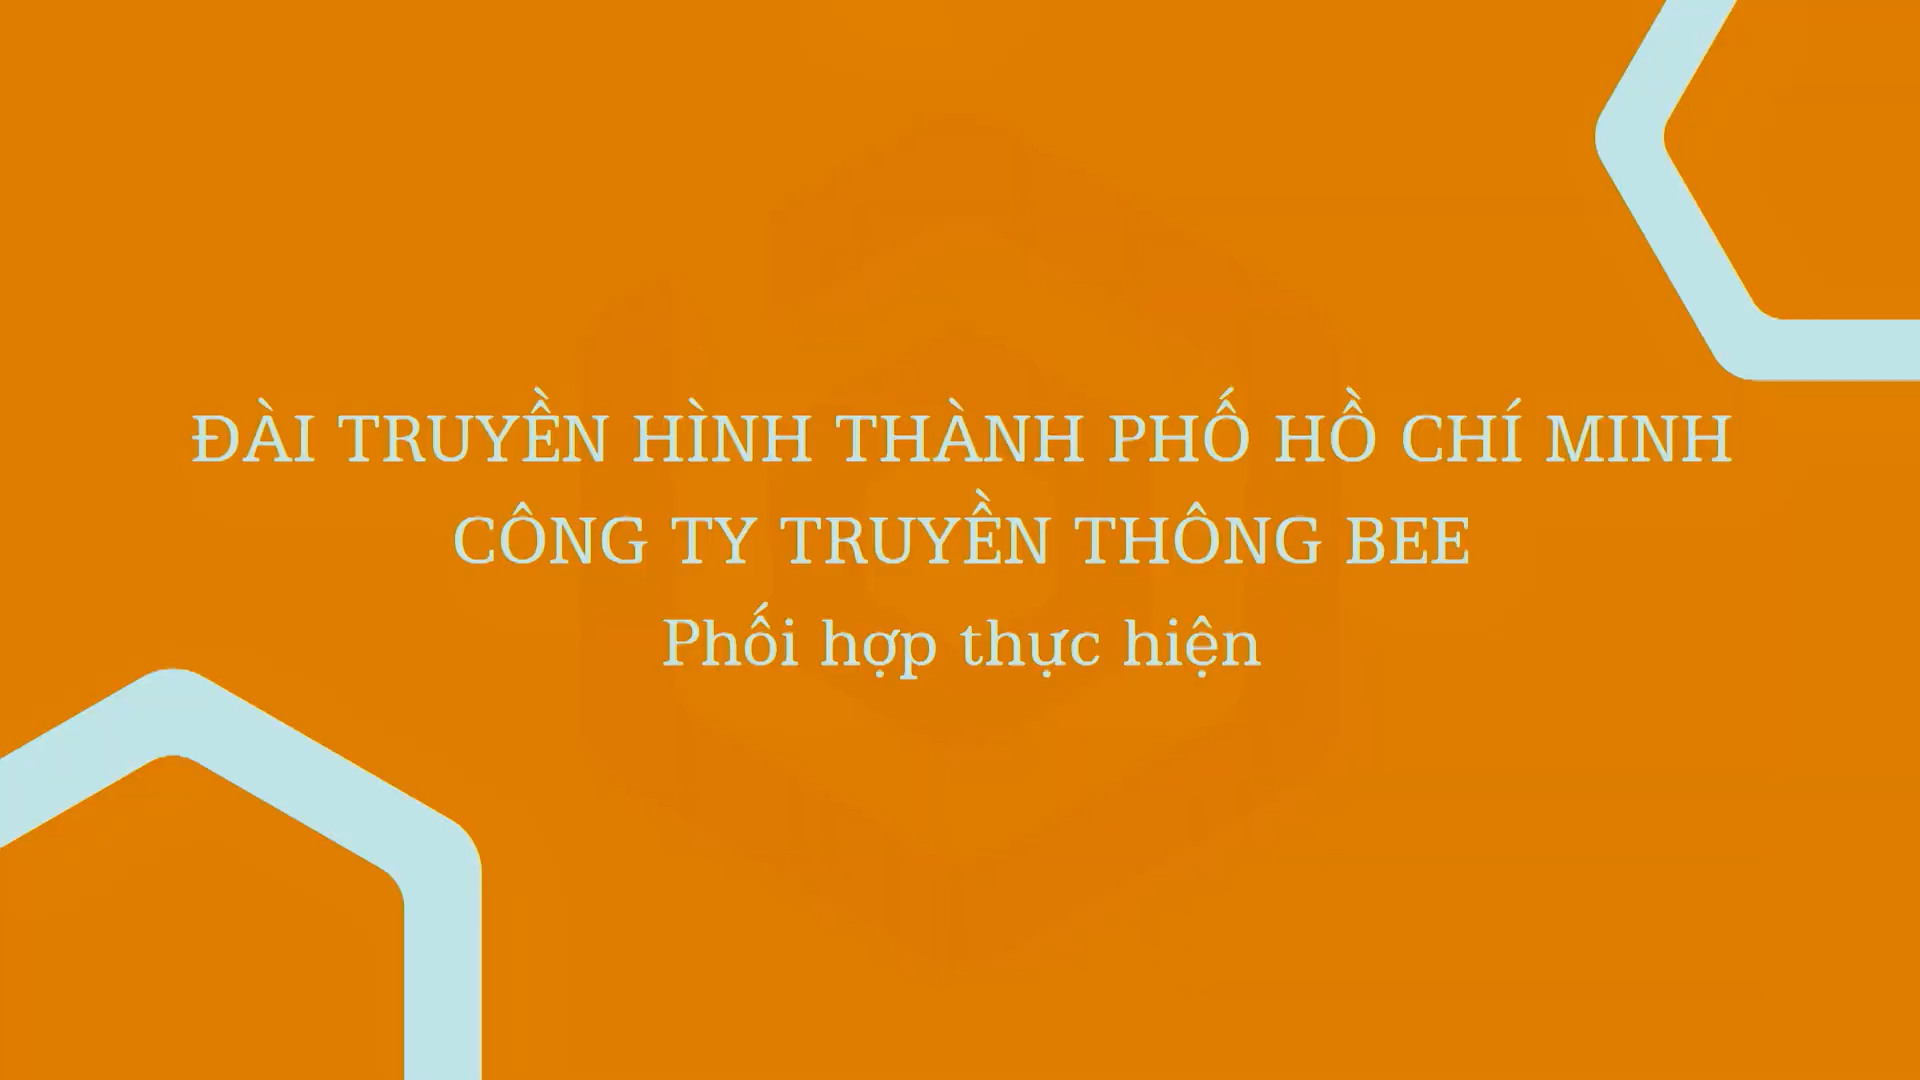 ĐÀI TRUYỀN HÌNH THÀNH PHỐ HỒ CHÍ MINH
CÔNG TY TRUYỀN THÔNG BEE
Phối hợp thực hiện